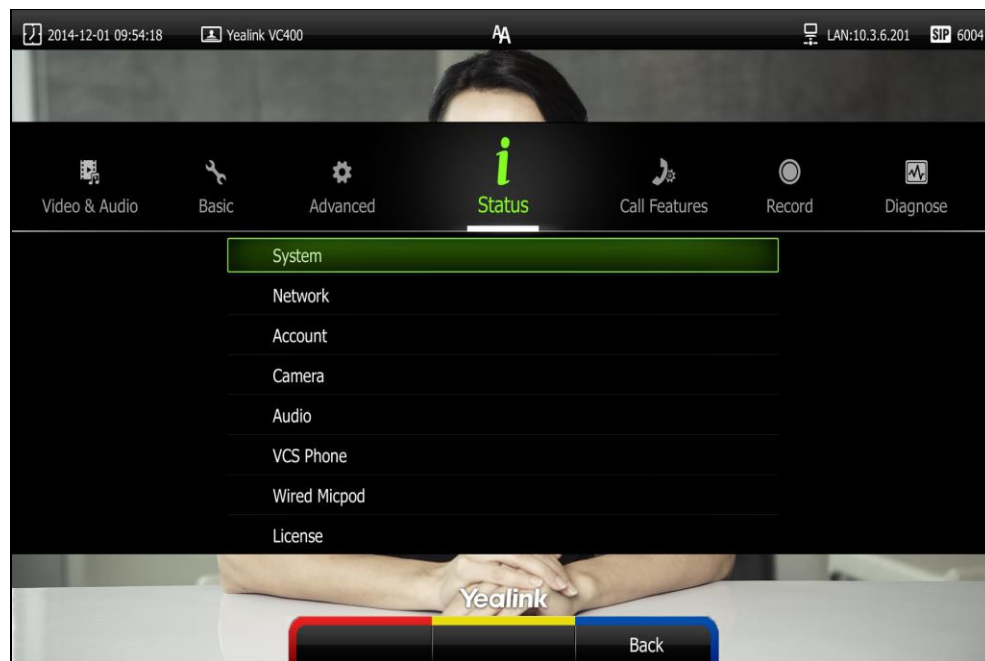 2014-12-01 09:54:18 Yealink VC400 AA LAN:10.3.6.201 SIP 6004
Video & Audio Basic Advanced Status Call Features Record Diagnose
System
Network
Account
Camera
Audio
VCS Phone
Wired Micpod
License
Yealink
Back